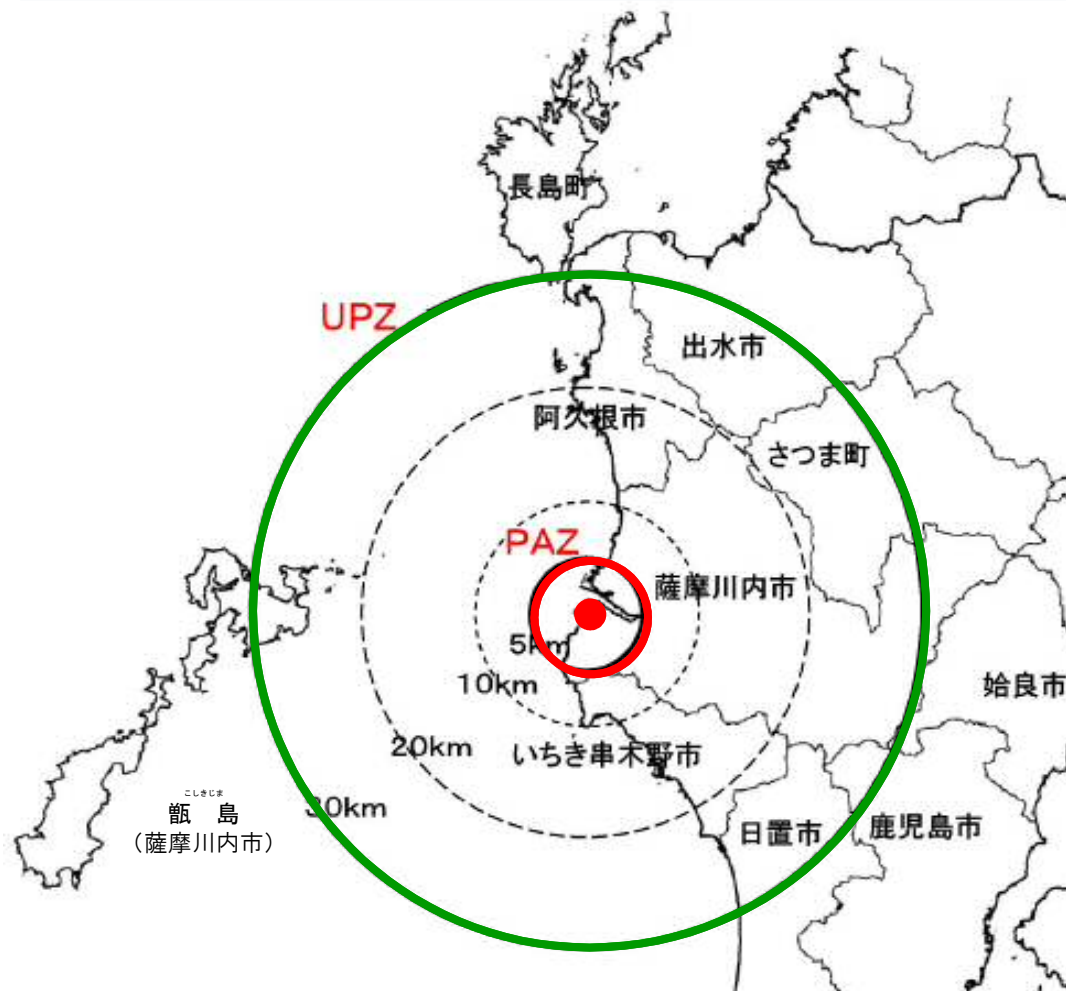 長島町
UPZ
出水市
阿久根市
さつま町
PAZ
薩摩川内市
5km
10km
姶良市
20km
いちき串木野市
こしきじま
甑 島
（薩摩川内市）
30km
日置市
鹿児島市